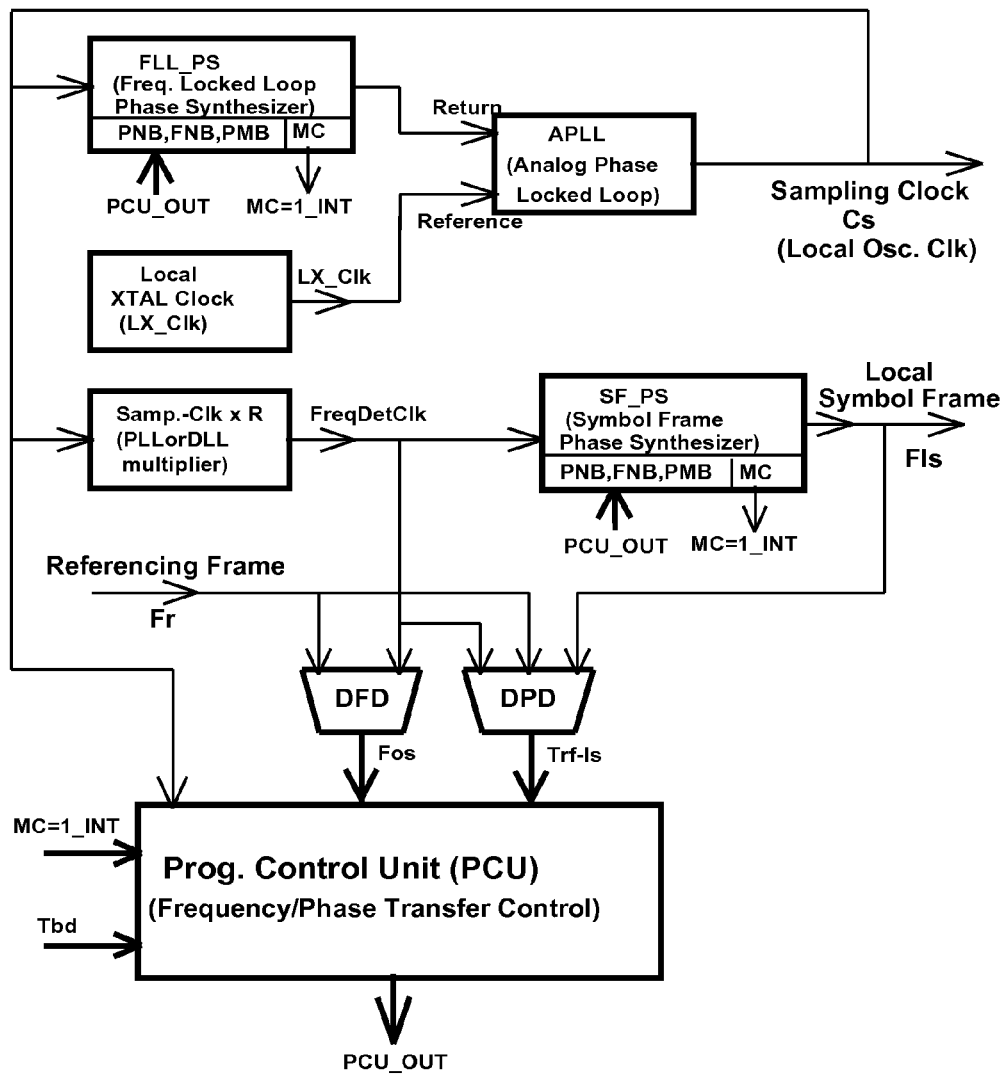 FLL_PS
(Freq. Locked Loop
Phase Synthesizer)
PNB,FNB,PMB
MC
PCU_OUT
MC=1_INT
Return
APLL
(Analog Phase
Locked Loop)
Reference
Sampling Clock
Cs
(Local Osc. Clk)
Local
XTAL Clock
(LX_Clk)
LX_Clk
Samp.-Clk x R
(PLLorDLL
multiplier)
FreqDetClk
SF_PS
(Symbol Frame
Phase Synthesizer)
PNB,FNB,PMB
MC
PCU_OUT
MC=1_INT
Local
Symbol Frame
Fls
Referencing Frame
Fr
DFD
DPD
Fos
Trf-ls
MC=1_INT
Tbd
Prog. Control Unit (PCU)
(Frequency/Phase Transfer Control)
PCU_OUT